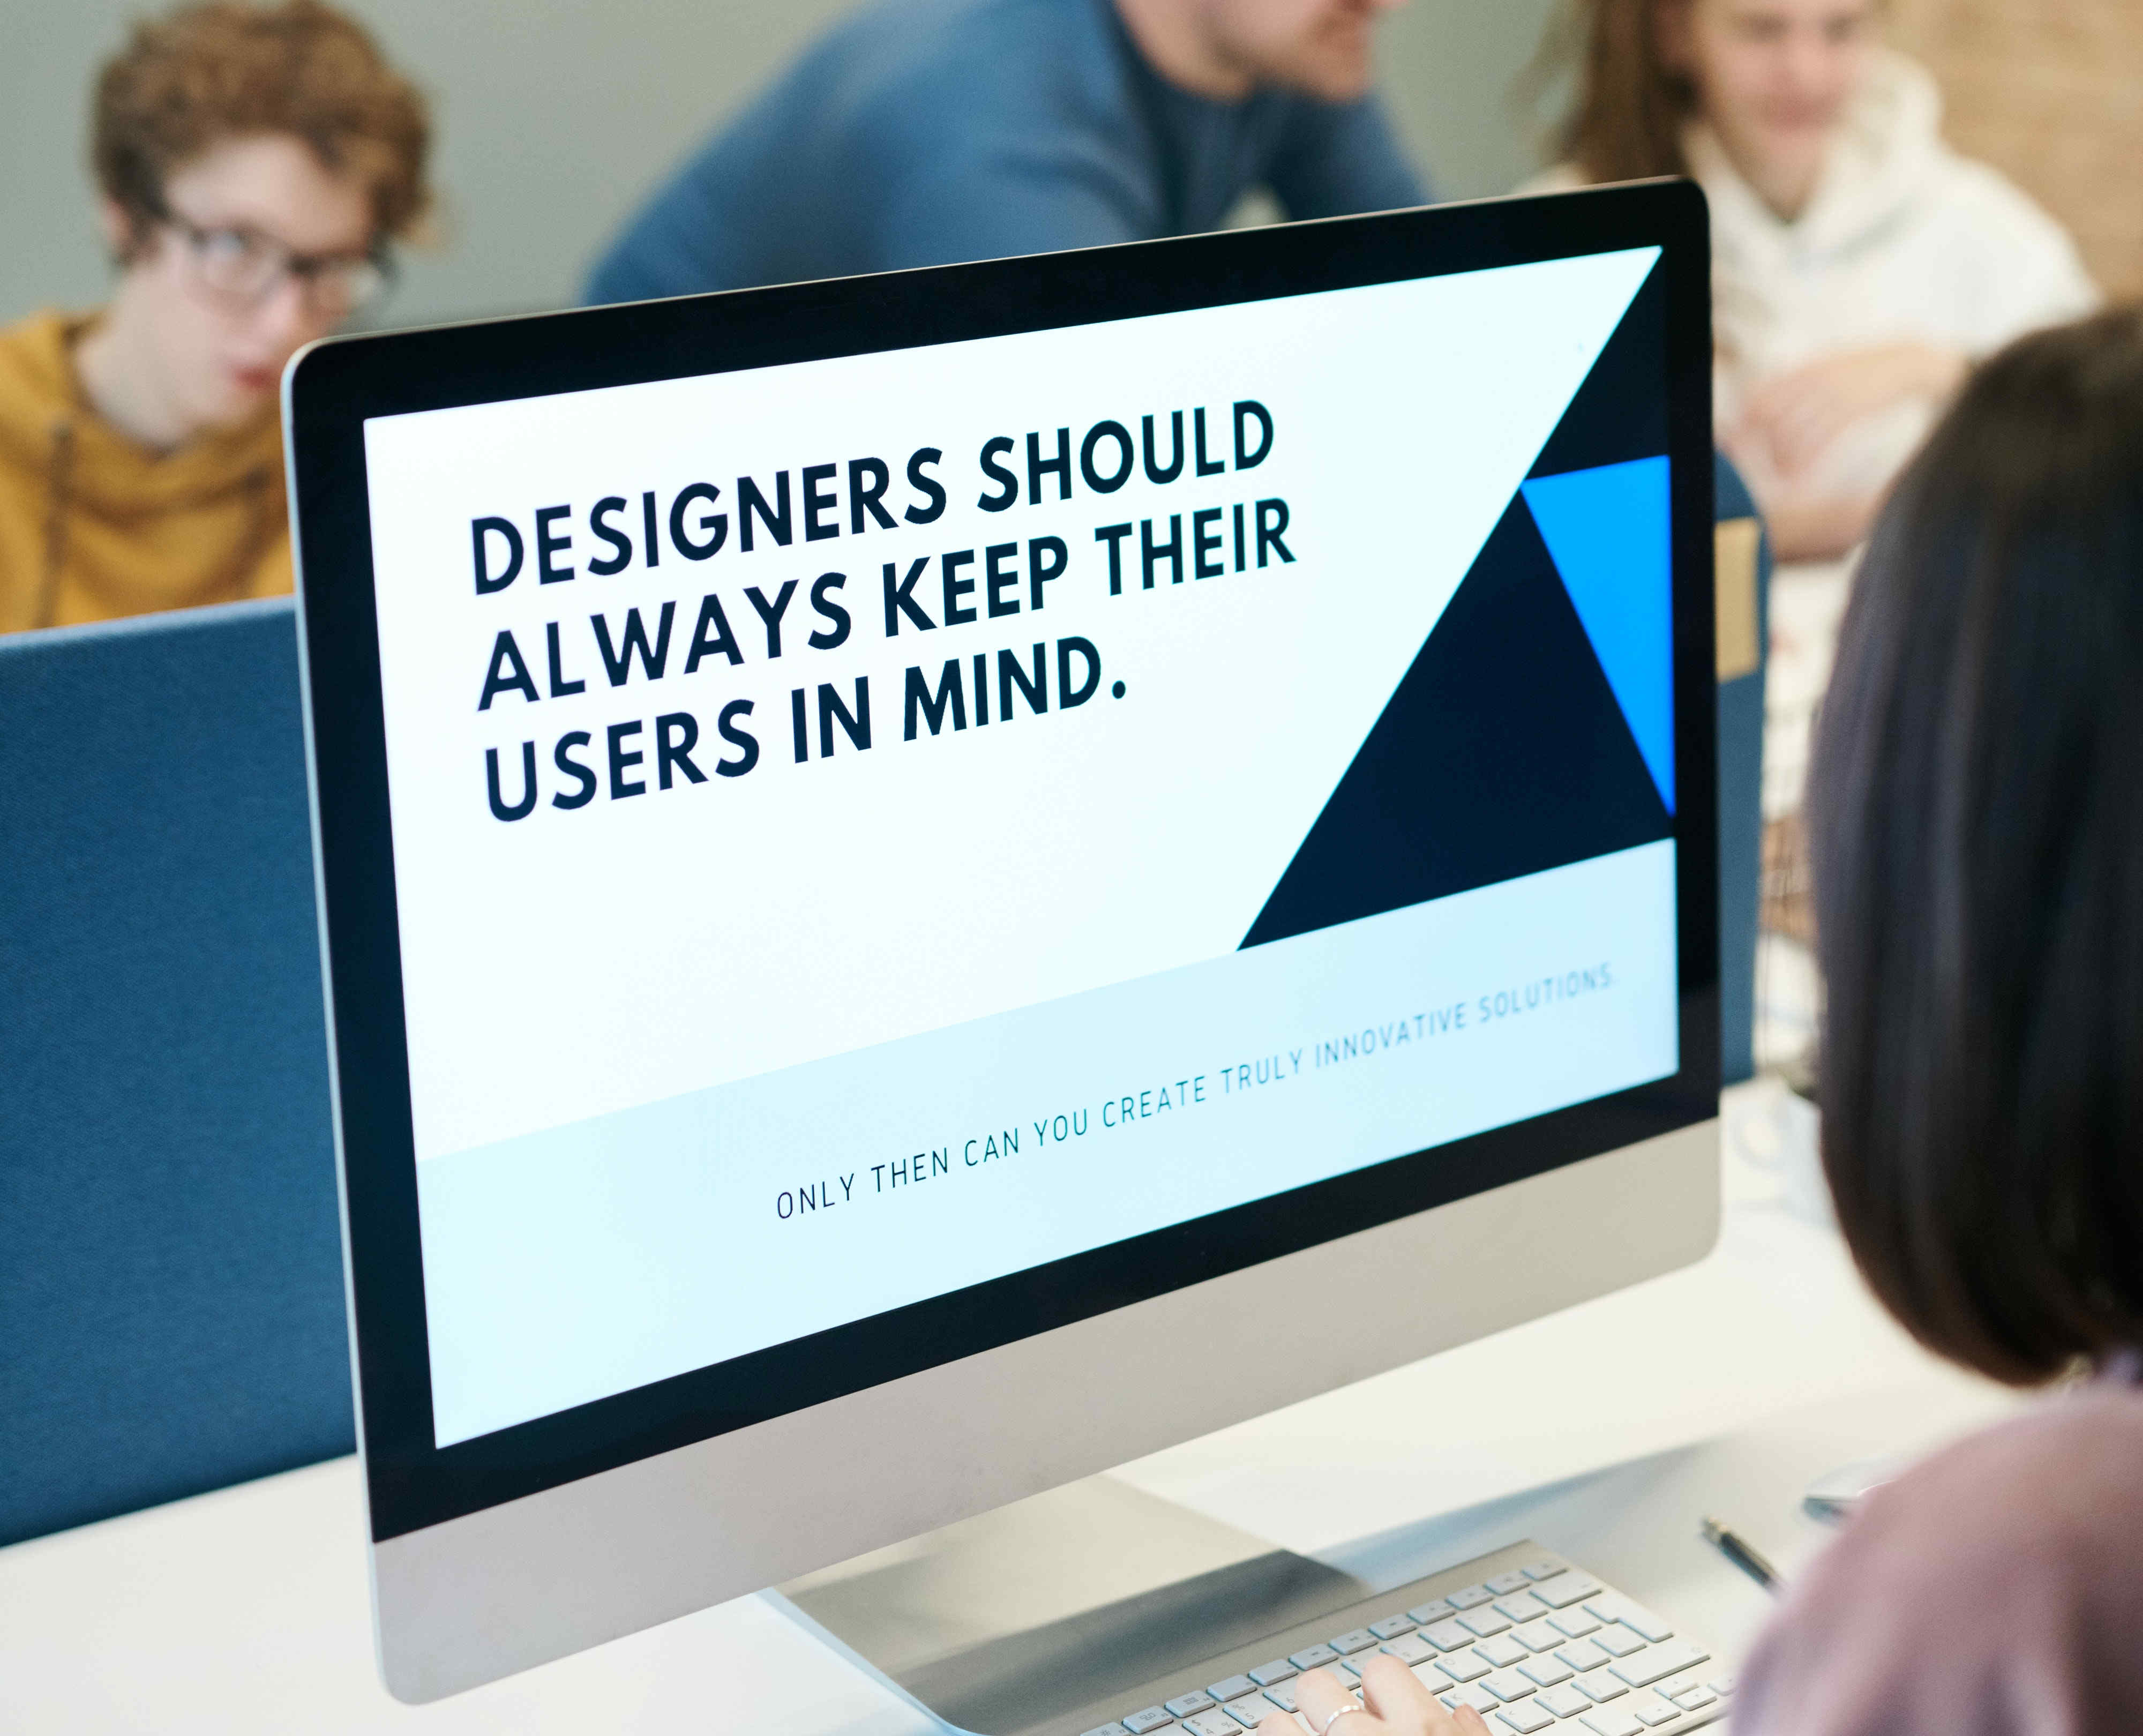 DESIGNERS SHOULD
ALWAYS KEEP THEIR
USERS IN MIND.
ONLY THEN CAN YOU CREATE TRULY INNOVATIVE SOLUTIONS.